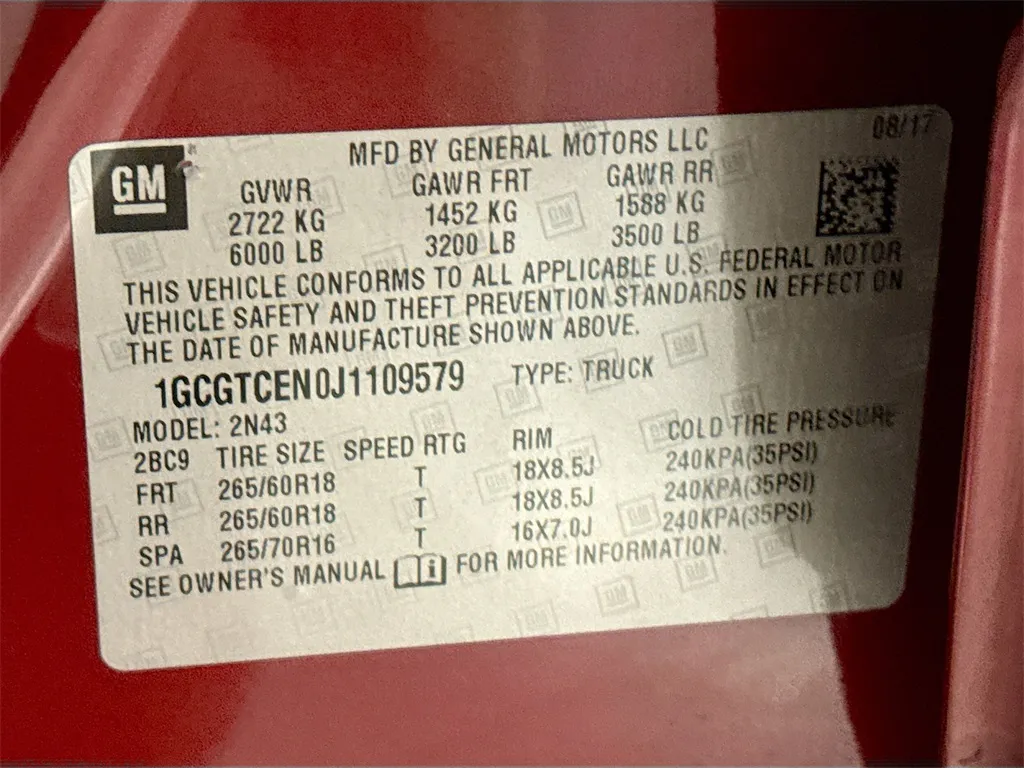 GM
MFD BY GENERAL MOTORS LLC
08/17
GVWR GAWR FRT GAWR RR
2722 KG 1452 KG 1588 KG
6000 LB 3200 LB 3500 LB
THIS VEHICLE CONFORMS TO ALL APPLICABLE U.S. FEDERAL MOTOR
VEHICLE SAFETY AND THEFT PREVENTION STANDARDS IN EFFECT ON
THE DATE OF MANUFACTURE SHOWN ABOVE.
1GCGTCEN0J1109579 TYPE: TRUCK
MODEL: 2N43
2BC9 TIRE SIZE SPEED RTG RIM COLD TIRE PRESSURE
FRT 265/60R18 T 18X8.5J 240KPA(35PSI)
RR 265/60R18 T 18X8.5J 240KPA(35PSI)
SPA 265/70R16 T 16X7.0J 240KPA(35PSI)
SEE OWNER'S MANUAL i FOR MORE INFORMATION.